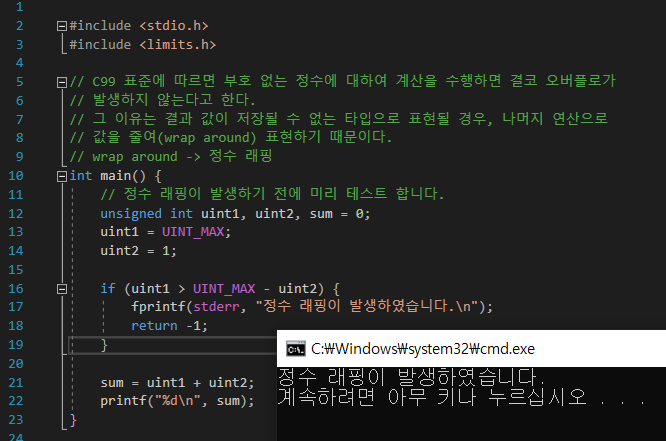 1
2 #include <stdio.h>
3 #include <limits.h>
4
5 // C99 표준에 따르면 부호 없는 정수에 대하여 계산을 수행하면 결코 오버플로가
6 // 발생하지 않는다고 한다.
7 // 그 이유는 결과 값이 저장될 수 없는 타입으로 표현될 경우, 나머지 연산으로
8 // 값을 줄여(wrap around) 표현하기 때문이다.
9 // wrap around -> 정수 래핑
10 int main() {
11 // 정수 래핑이 발생하기 전에 미리 테스트 합니다.
12 unsigned int uint1, uint2, sum = 0;
13 uint1 = UINT_MAX;
14 uint2 = 1;
15
16 if (uint1 > UINT_MAX - uint2) {
17 fprintf(stderr, "정수 래핑이 발생하였습니다.\n");
18 return -1;
19 }
20
21 sum = uint1 + uint2;
22 printf("%d\n", sum);
23 }
24
C:\. C:₩Windows₩system32₩cmd.exe
정수 래핑이 발생하였습니다.
계속하려면 아무 키나 누르십시오 . . .